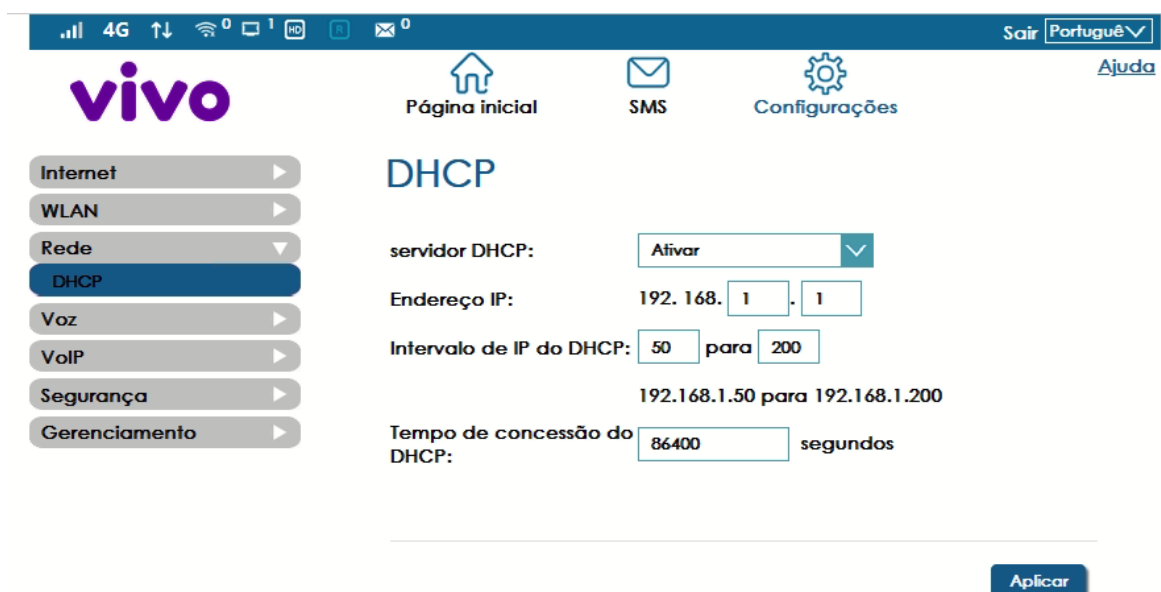 4G 0 1 HD R 0 Sair Portuguê
vivo
Página inicial SMS Configurações Ajuda
Internet
WLAN
Rede
DHCP
Voz
VoIP
Segurança
Gerenciamento
DHCP
servidor DHCP: Ativar
Endereço IP: 192. 168. 1 . 1
Intervalo de IP do DHCP: 50 para 200
192.168.1.50 para 192.168.1.200
Tempo de concessão do
DHCP: 86400 segundos
Aplicar